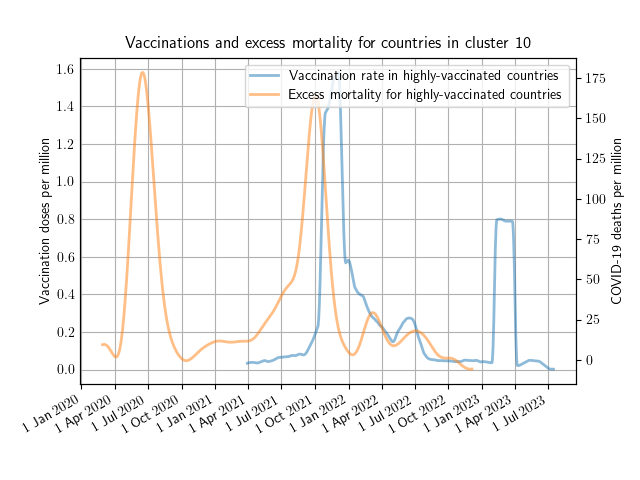 Vaccinations and excess mortality for countries in cluster 10
Vaccination rate in highly-vaccinated countries
Excess mortality for highly-vaccinated countries
Vaccination doses per million
1.6
1.4
1.2
1.0
0.8
0.6
0.4
0.2
0.0
175
150
125
100
75
50
25
0
COVID-19 deaths per million
1 Jan 2020
1 Apr 2020
1 Jul 2020
1 Oct 2020
1 Jan 2021
1 Apr 2021
1 Jul 2021
1 Oct 2021
1 Jan 2022
1 Apr 2022
1 Jul 2022
1 Oct 2022
1 Jan 2023
1 Apr 2023
1 Jul 2023